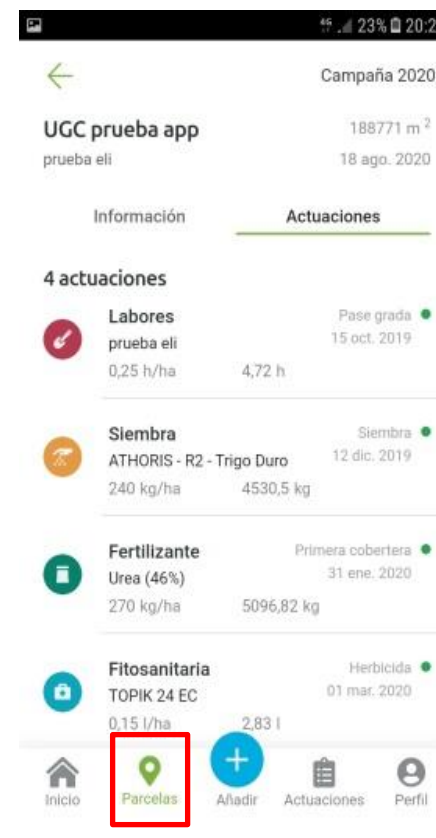 4G 23% 20:2
Campaña 2020
UGC prueba app 188771 m 2
prueba eli 18 ago. 2020
Información Actuaciones
4 actuaciones
Labores Pase grada
prueba eli 15 oct. 2019
0,25 h/ha 4,72 h
Siembra Siembra
ATHORIS - R2 - Trigo Duro 12 dic. 2019
240 kg/ha 4530,5 kg
Fertilizante Primera cobertera
Urea (46%) 31 ene. 2020
270 kg/ha 5096,82 kg
Fitosanitaria Herbicida
TOPIK 24 EC 01 mar. 2020
0,15 l/ha 2,83 l
Inicio Parcelas Añadir Actuaciones Perfil